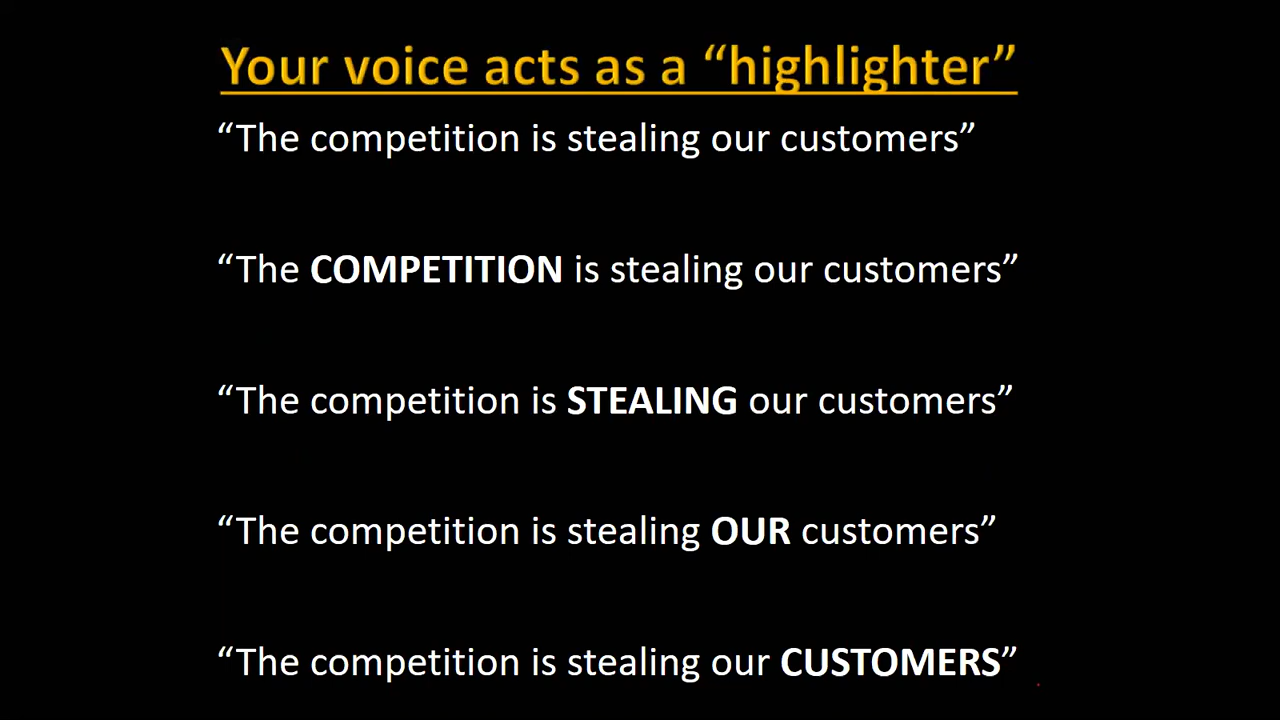 Your voice acts as a “highlighter”
“The competition is stealing our customers”
“The COMPETITION is stealing our customers”
“The competition is STEALING our customers”
“The competition is stealing OUR customers”
“The competition is stealing our CUSTOMERS”